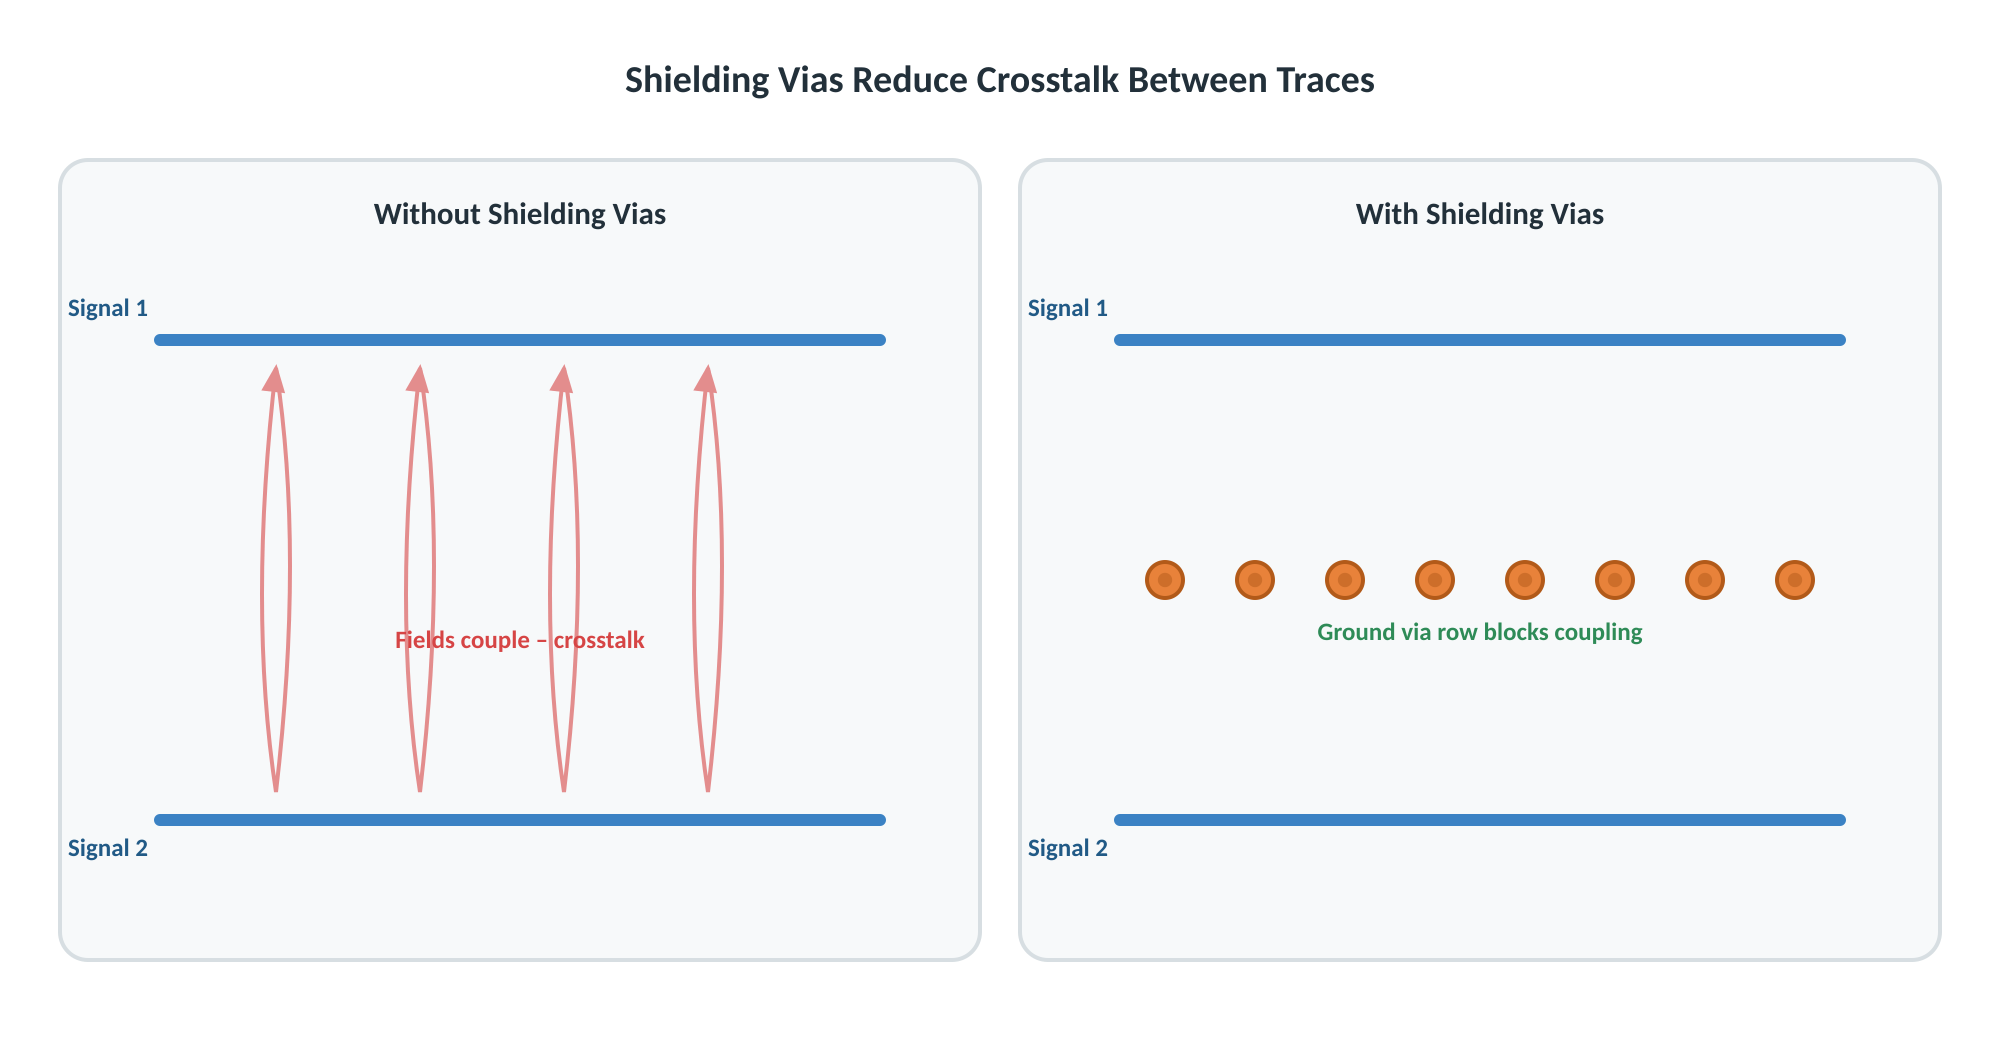 Shielding Vias Reduce Crosstalk Between Traces
Without Shielding Vias
Signal 1
Fields couple – crosstalk
Signal 2
With Shielding Vias
Signal 1
Ground via row blocks coupling
Signal 2